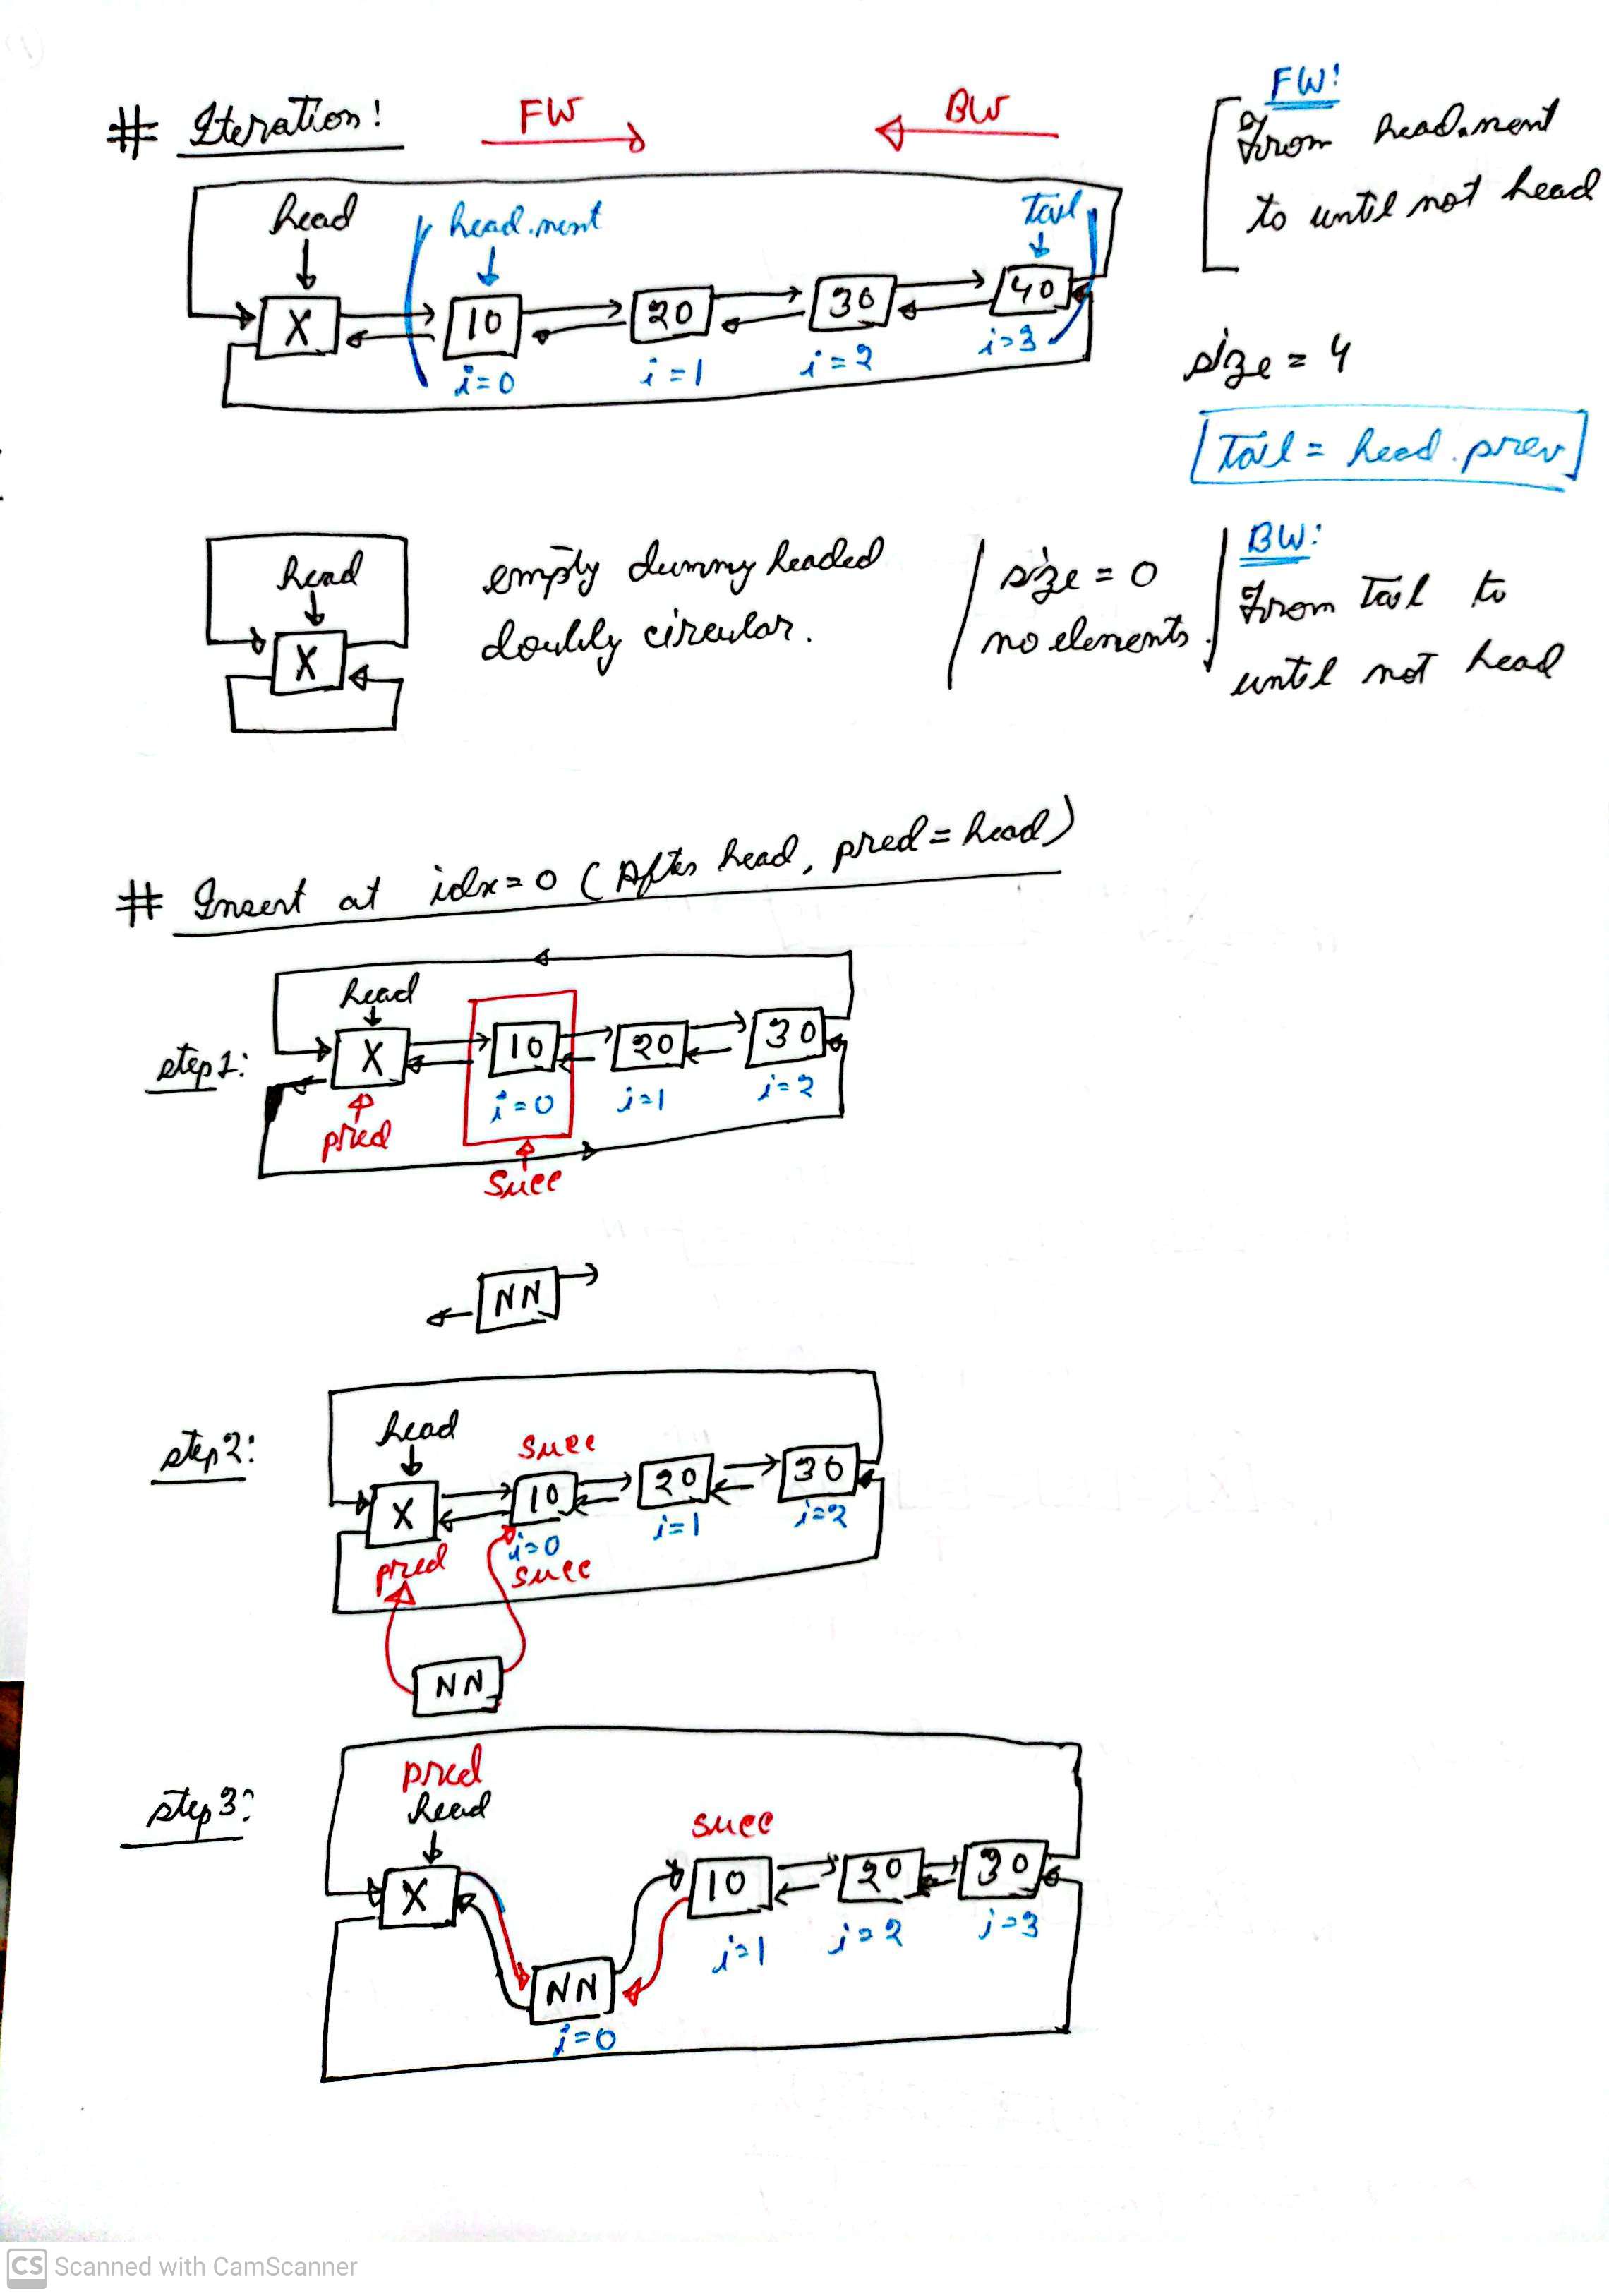 # Iteration!
FW
BW
FW!
From head.next
to until not head
head
head.next
tail
X
10
20
30
40
i=0
i=1
i=2
i=3
size = 4
[Tail = head.prev]
head
X
empty dummy headed
doubly circular.
size = 0
no elements.
BW:
From Tail to
until not head
# Insert at idx=0 (After head, pred=head)
step1:
head
X
10
20
30
i=0
i=1
i=2
pred
Succ
NN
step2:
head
succ
X
10
20
30
i=0
i=1
i=2
pred
succ
NN
step3:
pred
head
succ
X
10
20
30
i=1
i=2
i=3
NN
i=0
CS Scanned with CamScanner